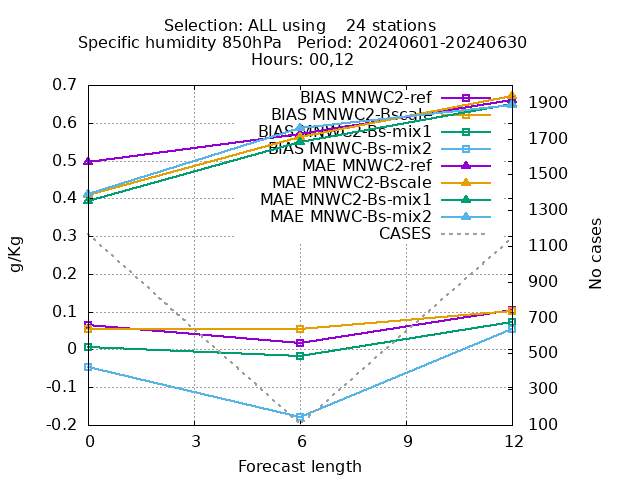 Selection: ALL using    24 stations
Specific humidity 850hPa   Period: 20240601-20240630
Hours: 00,12
0.7
0.6
0.5
0.4
0.3
0.2
0.1
0
-0.1
-0.2
g/Kg
BIAS MNWC2-ref
BIAS MNWC2-Bscale
BIAS MNWC2-Bs-mix1
BIAS MNWC-Bs-mix2
MAE MNWC2-ref
MAE MNWC2-Bscale
MAE MNWC2-Bs-mix1
MAE MNWC-Bs-mix2
CASES
1900
1700
1500
1300
1100
900
700
500
300
100
No cases
0 3 6 9 12
Forecast length